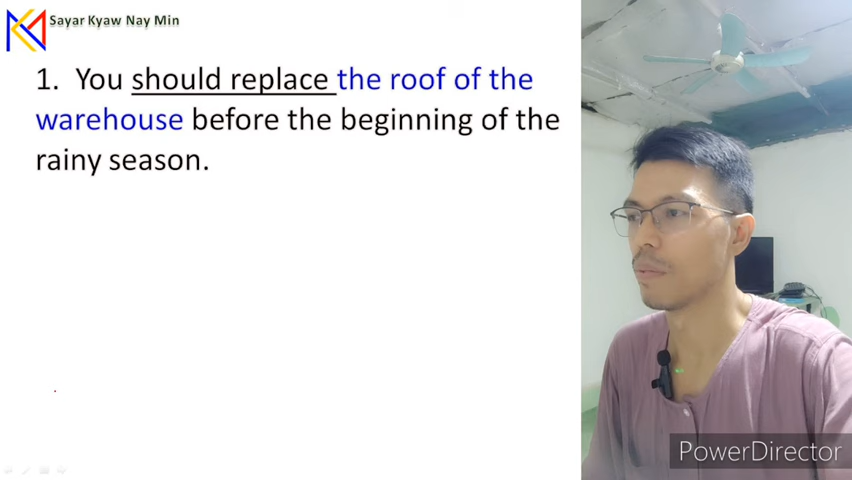 Sayar Kyaw Nay Min
1. You should replace the roof of the
warehouse before the beginning of the
rainy season.
PowerDirector